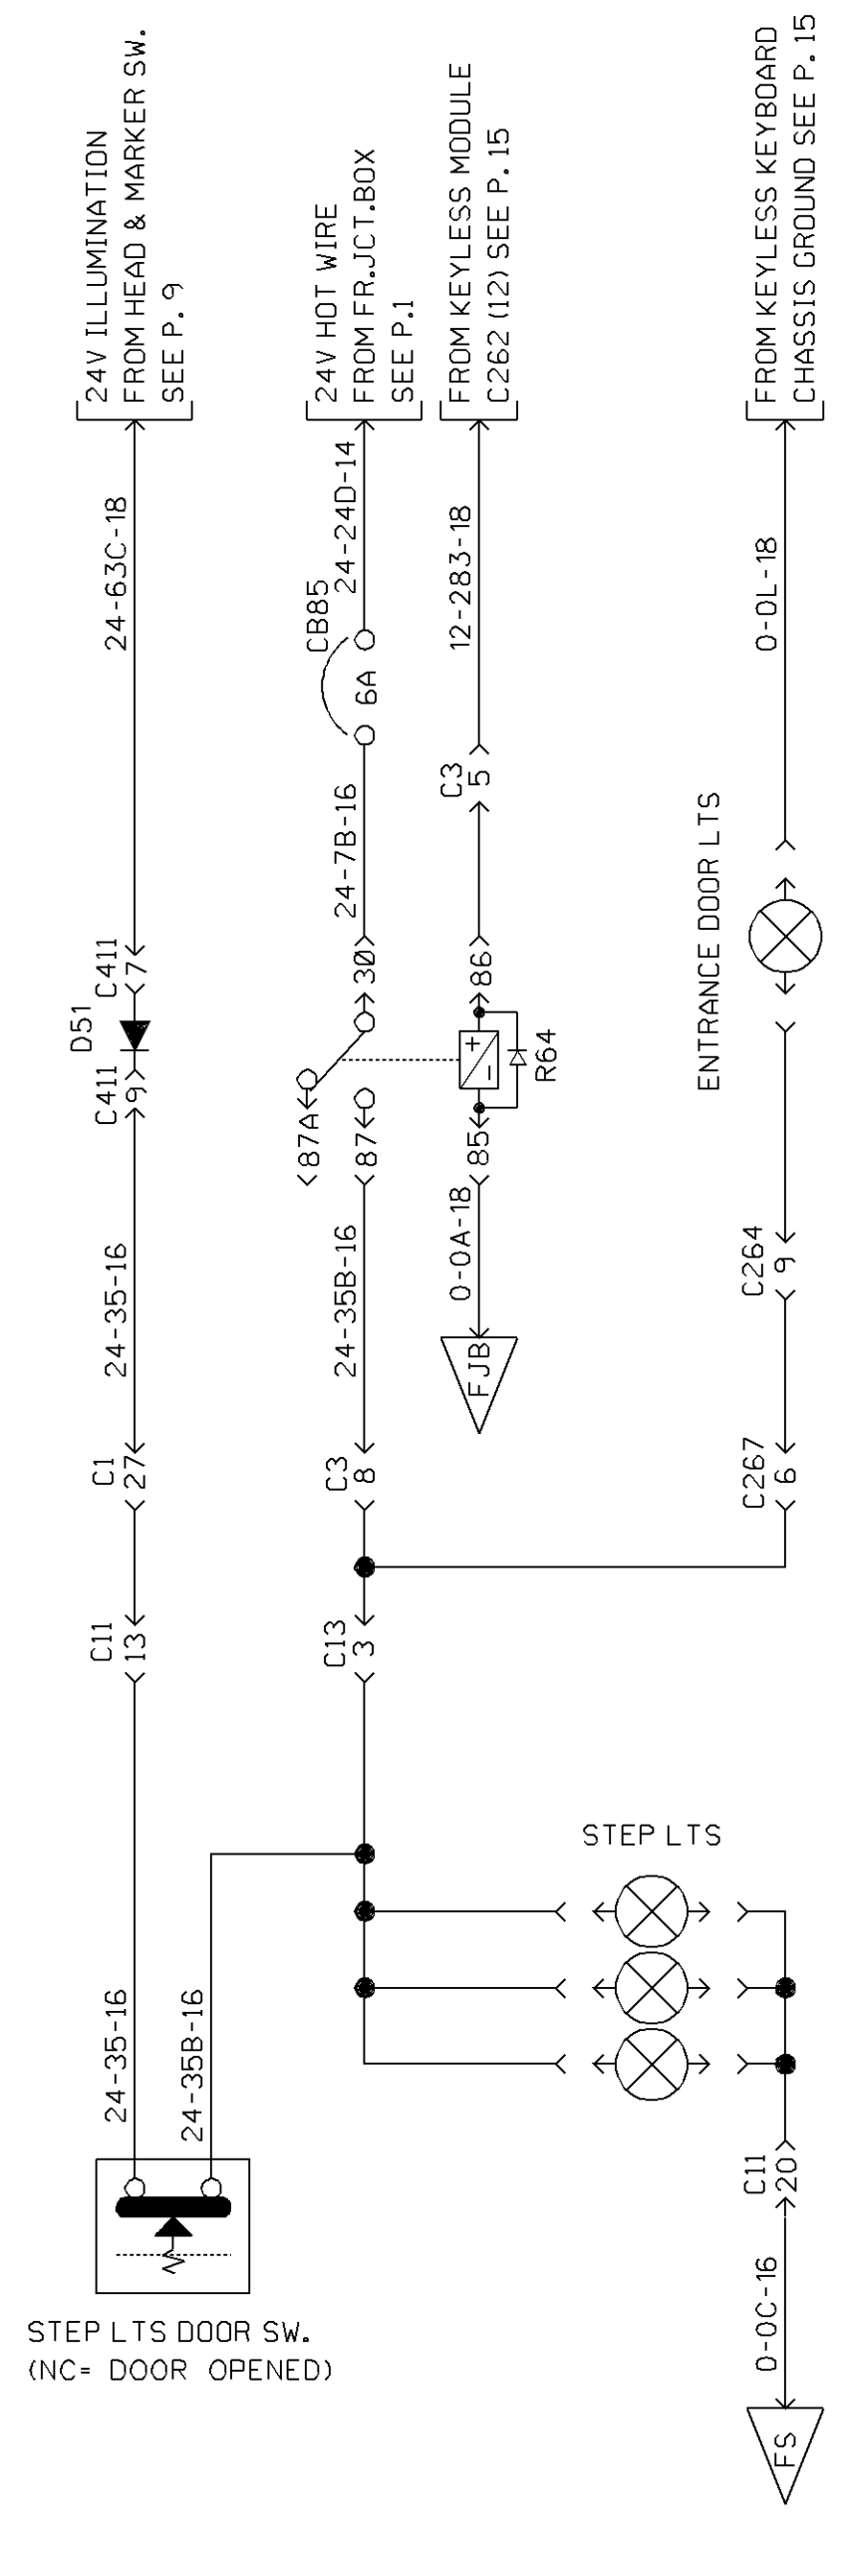 24V ILLUMINATION
FROM HEAD & MARKER SW.
SEE P. 9
24V HOT WIRE
FROM FR.JCT.BOX
SEE P.1
FROM KEYLESS MODULE
C262 (12) SEE P. 15
FROM KEYLESS KEYBOARD
CHASSIS GROUND SEE P. 15
24-63C-18
24-24D-14
12-283-18
0-0L-18
CB85
6A
C3
5
24-7B-16
ENTRANCE DOOR LTS
C411
7
D51
C411
9
30
86
87A
87
85
+
-
R64
24-35-16
24-35B-16
0-0A-18
FJB
C264
9
C1
27
C3
8
C267
6
C11
13
C13
3
STEP LTS
24-35-16
24-35B-16
C11
20
0-0C-16
FS
STEP LTS DOOR SW.
(NC= DOOR OPENED)